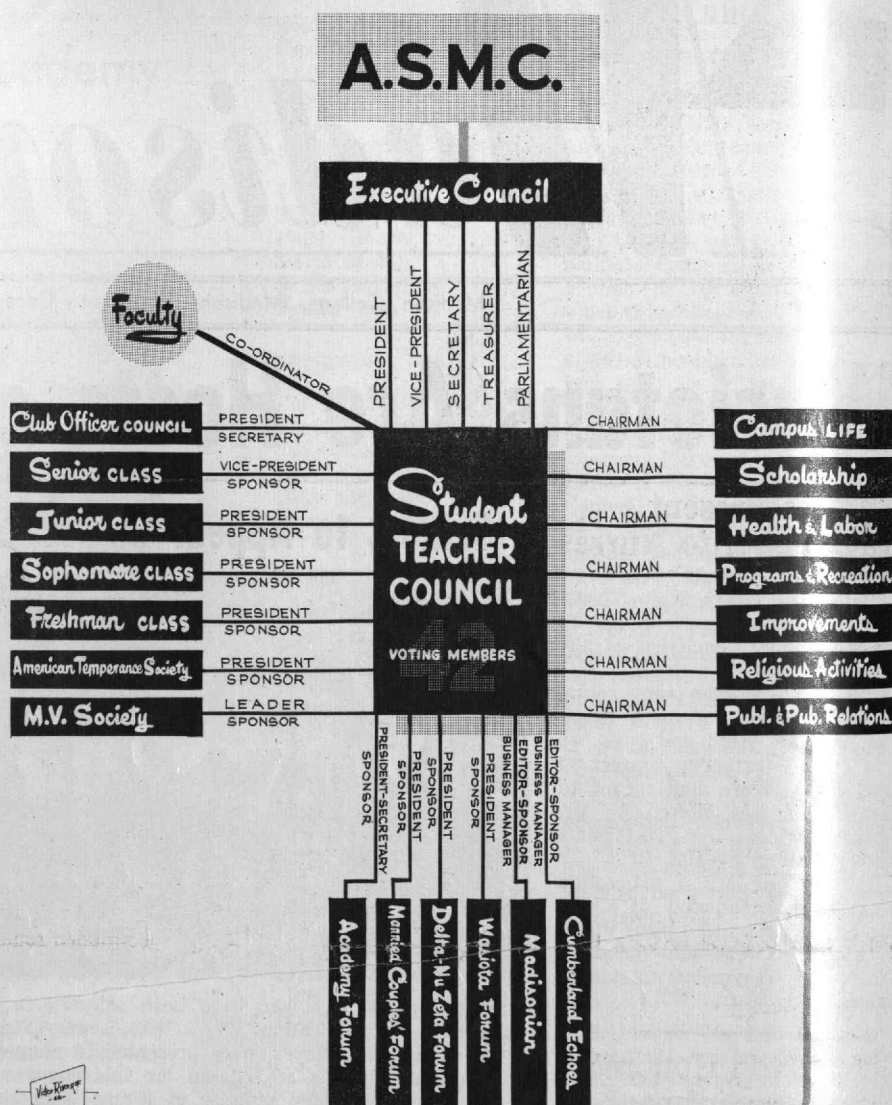 A.S.M.C.
Executive Council
PRESIDENT
VICE-PRESIDENT
SECRETARY
TREASURER
PARLIAMENTARIAN
Faculty
CO-ORDINATOR
Club Officer COUNCIL
PRESIDENT
SECRETARY
Senior CLASS
VICE-PRESIDENT
SPONSOR
Junior CLASS
PRESIDENT
SPONSOR
Sophomore CLASS
PRESIDENT
SPONSOR
Freshman CLASS
PRESIDENT
SPONSOR
American Temperance Society
PRESIDENT
SPONSOR
M.V. Society
LEADER
SPONSOR
Student
TEACHER
COUNCIL
42
VOTING MEMBERS
CHAIRMAN
Campus LIFE
CHAIRMAN
Scholarship
CHAIRMAN
Health & Labor
CHAIRMAN
Programs & Recreation
CHAIRMAN
Improvements
CHAIRMAN
Religious Activities
CHAIRMAN
Publ. & Pub. Relations
PRESIDENT-SECRETARY
SPONSOR
Academy Forum
PRESIDENT
SPONSOR
Married Couples' Forum
PRESIDENT
SPONSOR
Delta-Nu Zeta Forum
PRESIDENT
SPONSOR
Wasiota Forum
EDITOR-SPONSOR
BUSINESS MANAGER
Madisonian
EDITOR-SPONSOR
BUSINESS MANAGER
Cumberland Echoes
Victor Rivera